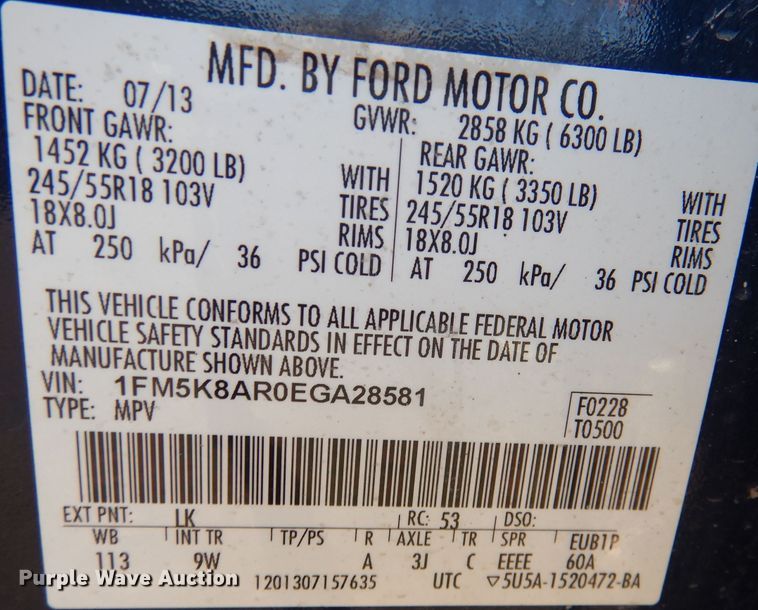 MFD. BY FORD MOTOR CO.
DATE: 07/13 GVWR: 2858 KG ( 6300 LB)
FRONT GAWR: REAR GAWR:
1452 KG ( 3200 LB) WITH 1520 KG ( 3350 LB) WITH
245/55R18 103V TIRES 245/55R18 103V TIRES
18X8.0J RIMS 18X8.0J RIMS
AT 250 kPa/ 36 PSI COLD AT 250 kPa/ 36 PSI COLD
THIS VEHICLE CONFORMS TO ALL APPLICABLE FEDERAL MOTOR
VEHICLE SAFETY STANDARDS IN EFFECT ON THE DATE OF
MANUFACTURE SHOWN ABOVE.
VIN: 1FM5K8AR0EGA28581
TYPE: MPV
F0228
T0500
EXT PNT: LK RC: 53 DSO:
WB INT TR TP/PS R AXLE TR SPR EUB1P
113 9W A 3J C EEEE 60A
1201307157635 UTC ▽5U5A-1520472-BA
Purple Wave Auction